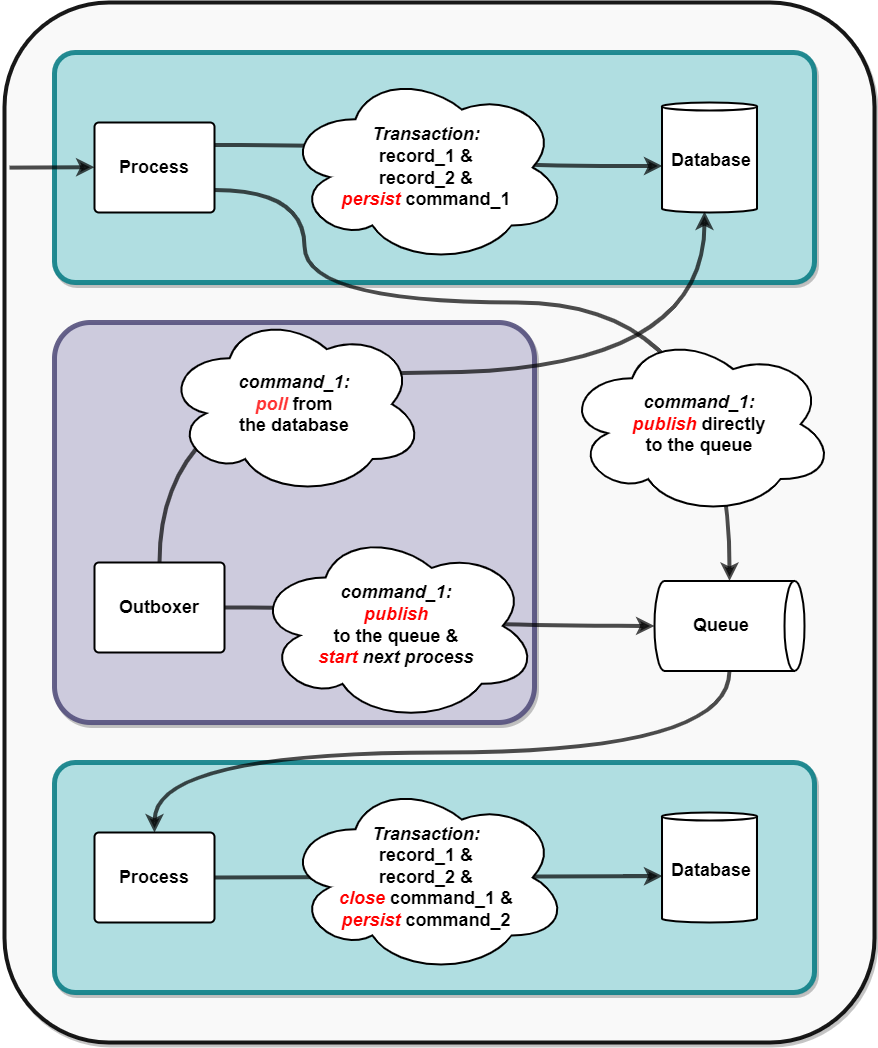 Process
Transaction:
record_1 &
record_2 &
persist command_1
Database
command_1:
poll from
the database
command_1:
publish directly
to the queue
Outboxer
command_1:
publish
to the queue &
start next process
Queue
Process
Transaction:
record_1 &
record_2 &
close command_1 &
persist command_2
Database